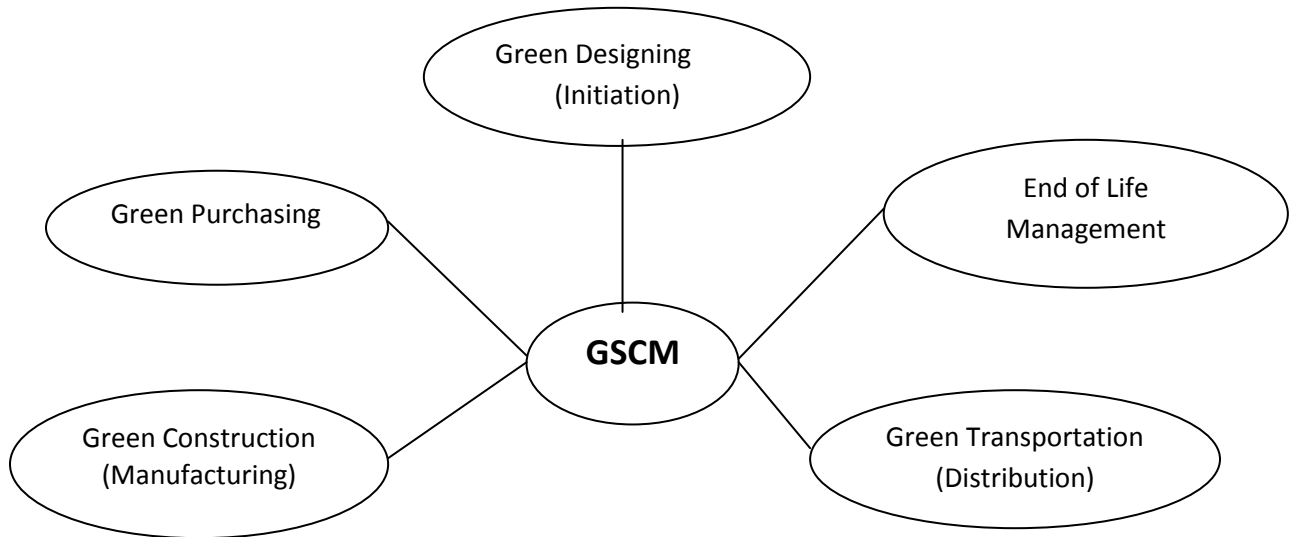 Green Designing
(Initiation)
Green Purchasing
End of Life
Management
GSCM
Green Construction
(Manufacturing)
Green Transportation
(Distribution)